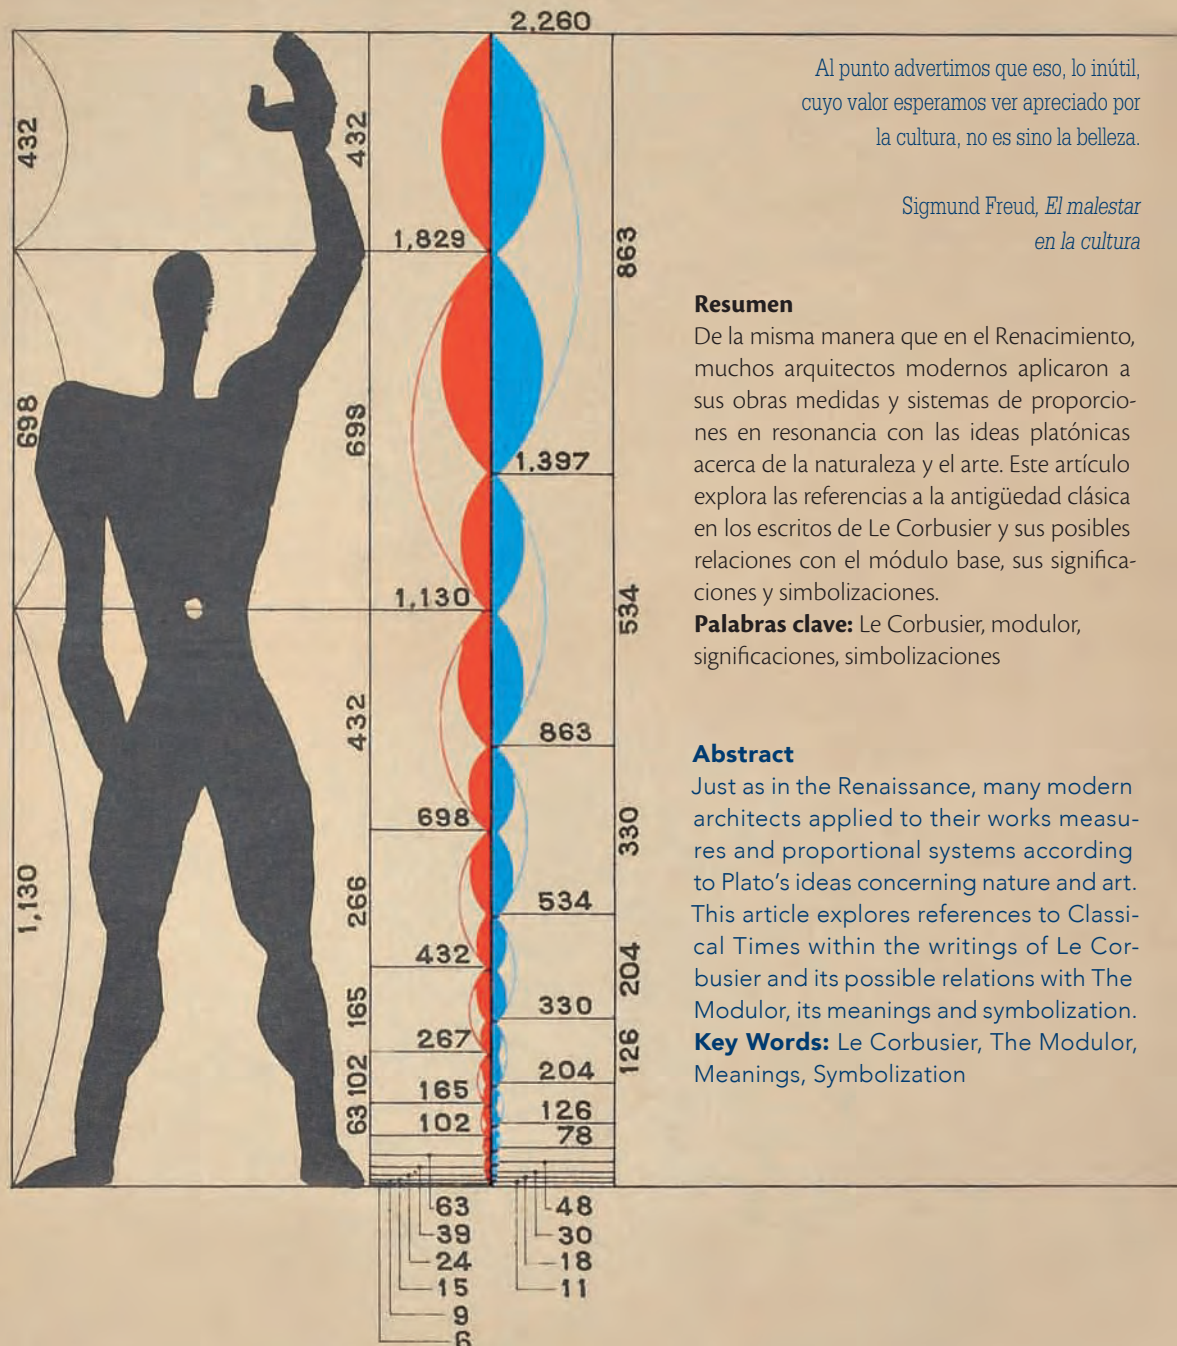 2,260
432
432
1,829
863
698
698
1,397
1,130
534
432
863
1,130
698
330
266
534
432
204
165
330
267
126
102
204
165
126
63
102
78
63
48
39
30
24
18
15
11
9
6
Al punto advertimos que eso, lo inútil,
cuyo valor esperamos ver apreciado por
la cultura, no es sino la belleza.
Sigmund Freud, El malestar
en la cultura
Resumen
De la misma manera que en el Renacimiento,
muchos arquitectos modernos aplicaron a
sus obras medidas y sistemas de proporcio-
nes en resonancia con las ideas platónicas
acerca de la naturaleza y el arte. Este artículo
explora las referencias a la antigüedad clásica
en los escritos de Le Corbusier y sus posibles
relaciones con el módulo base, sus significa-
ciones y simbolizaciones.
Palabras clave: Le Corbusier, modulor,
significaciones, simbolizaciones
Abstract
Just as in the Renaissance, many modern
architects applied to their works measu-
res and proportional systems according
to Plato's ideas concerning nature and art.
This article explores references to Classi-
cal Times within the writings of Le Cor-
busier and its possible relations with The
Modulor, its meanings and symbolization.
Key Words: Le Corbusier, The Modulor,
Meanings, Symbolization